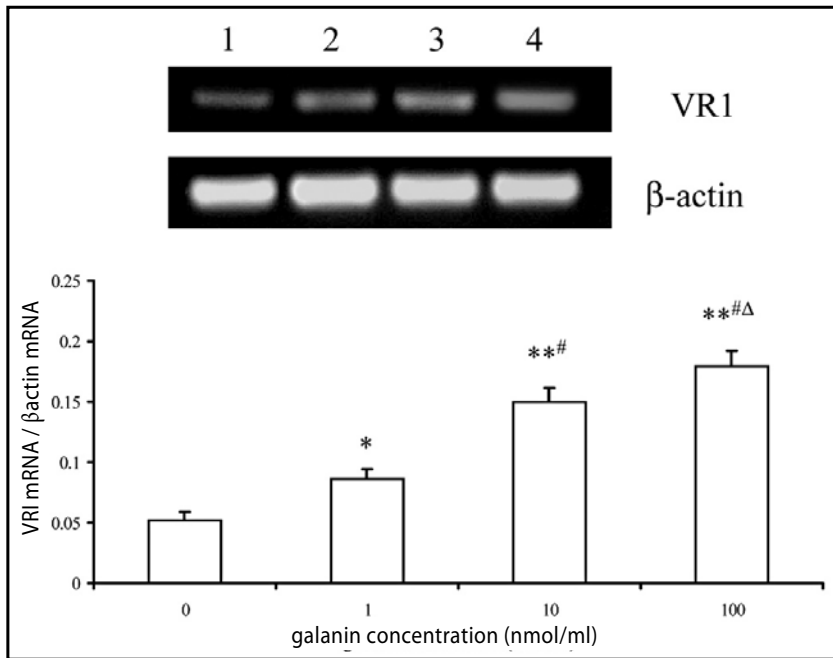 1 2 3 4
VR1
β-actin
0.25
0.2
0.15
0.1
0.05
0
VRI mRNA / βactin mRNA
*
**#
**#Δ
0 1 10 100
galanin concentration (nmol/ml)